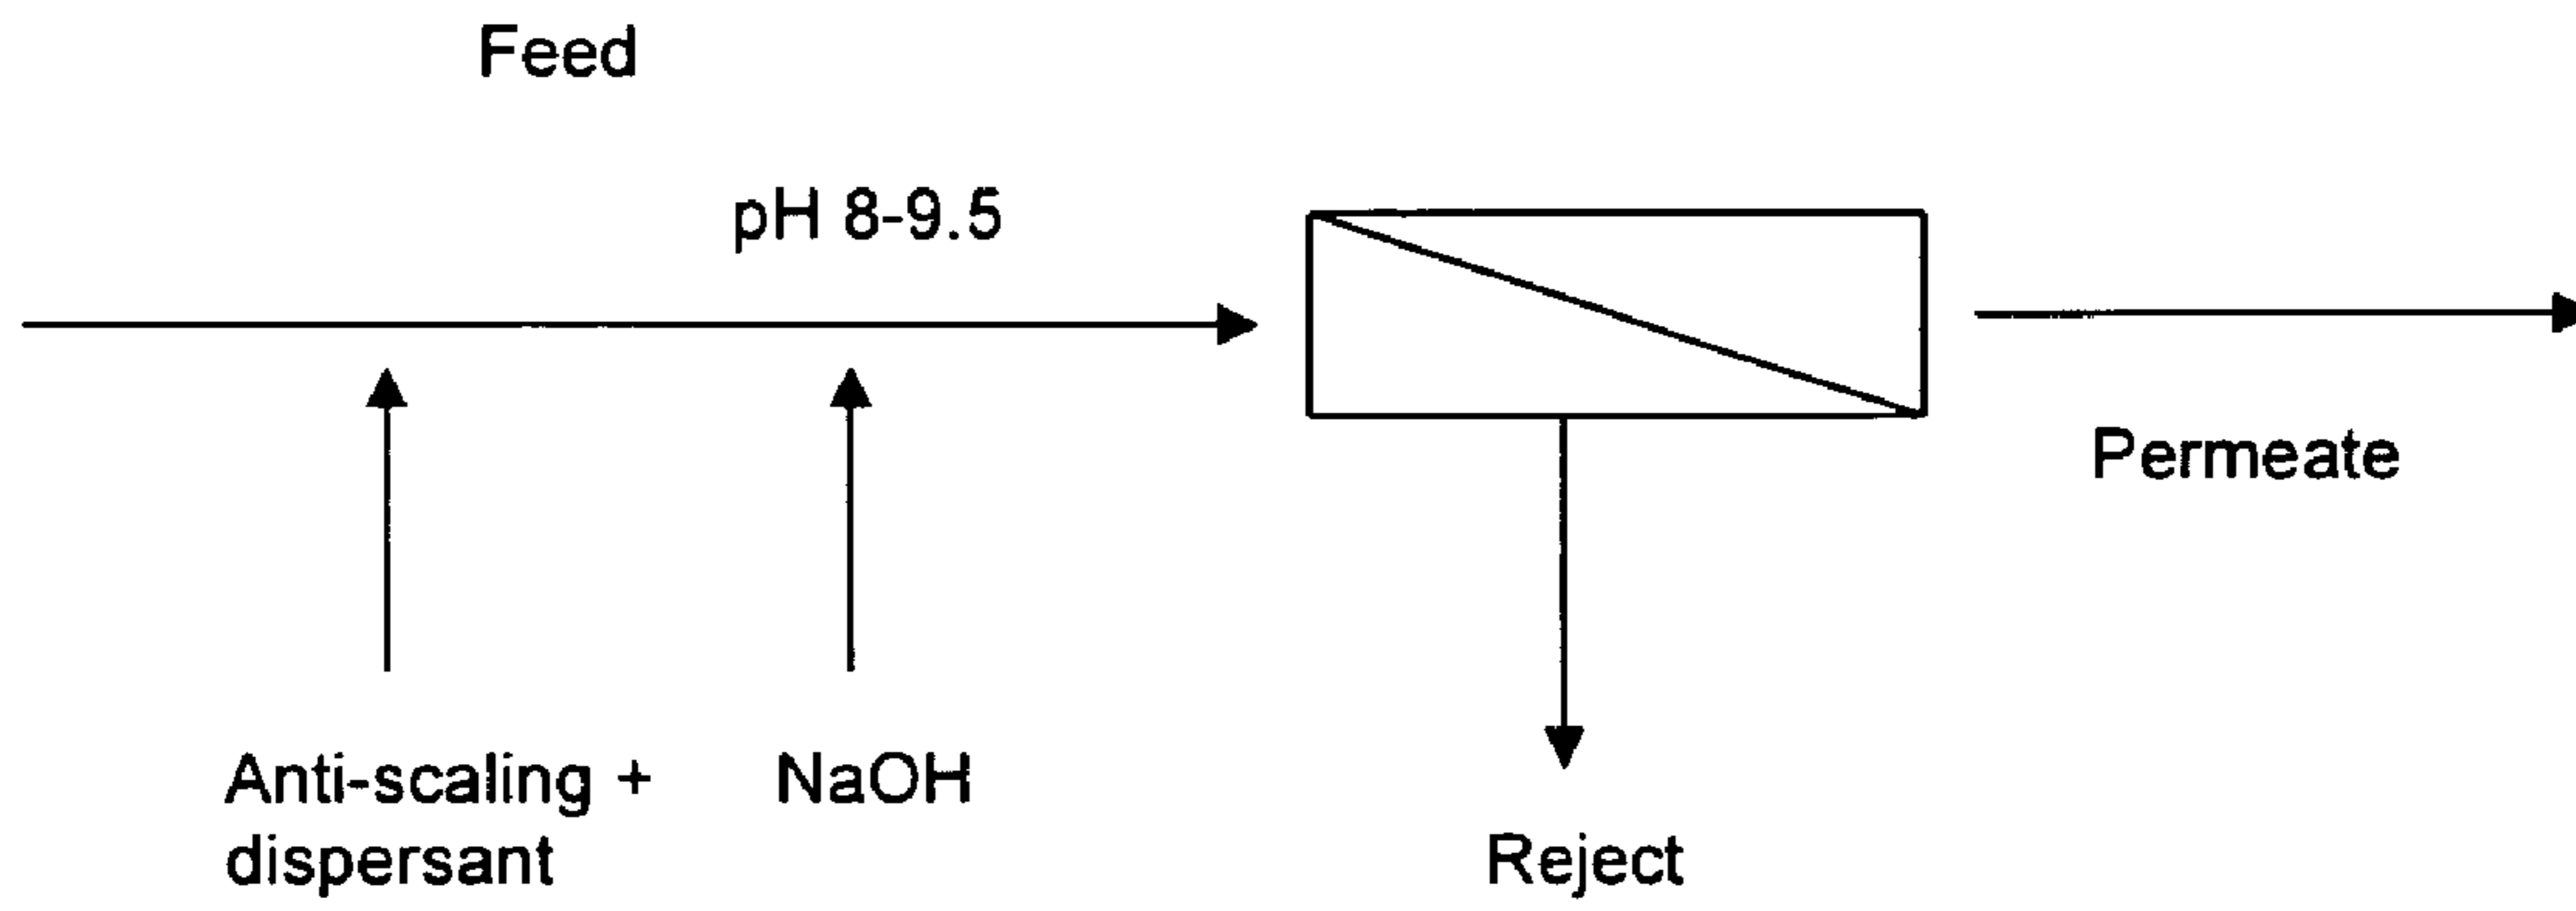 Feed
pH 8-9.5
Permeate
Anti-scaling +
dispersant
NaOH
Reject